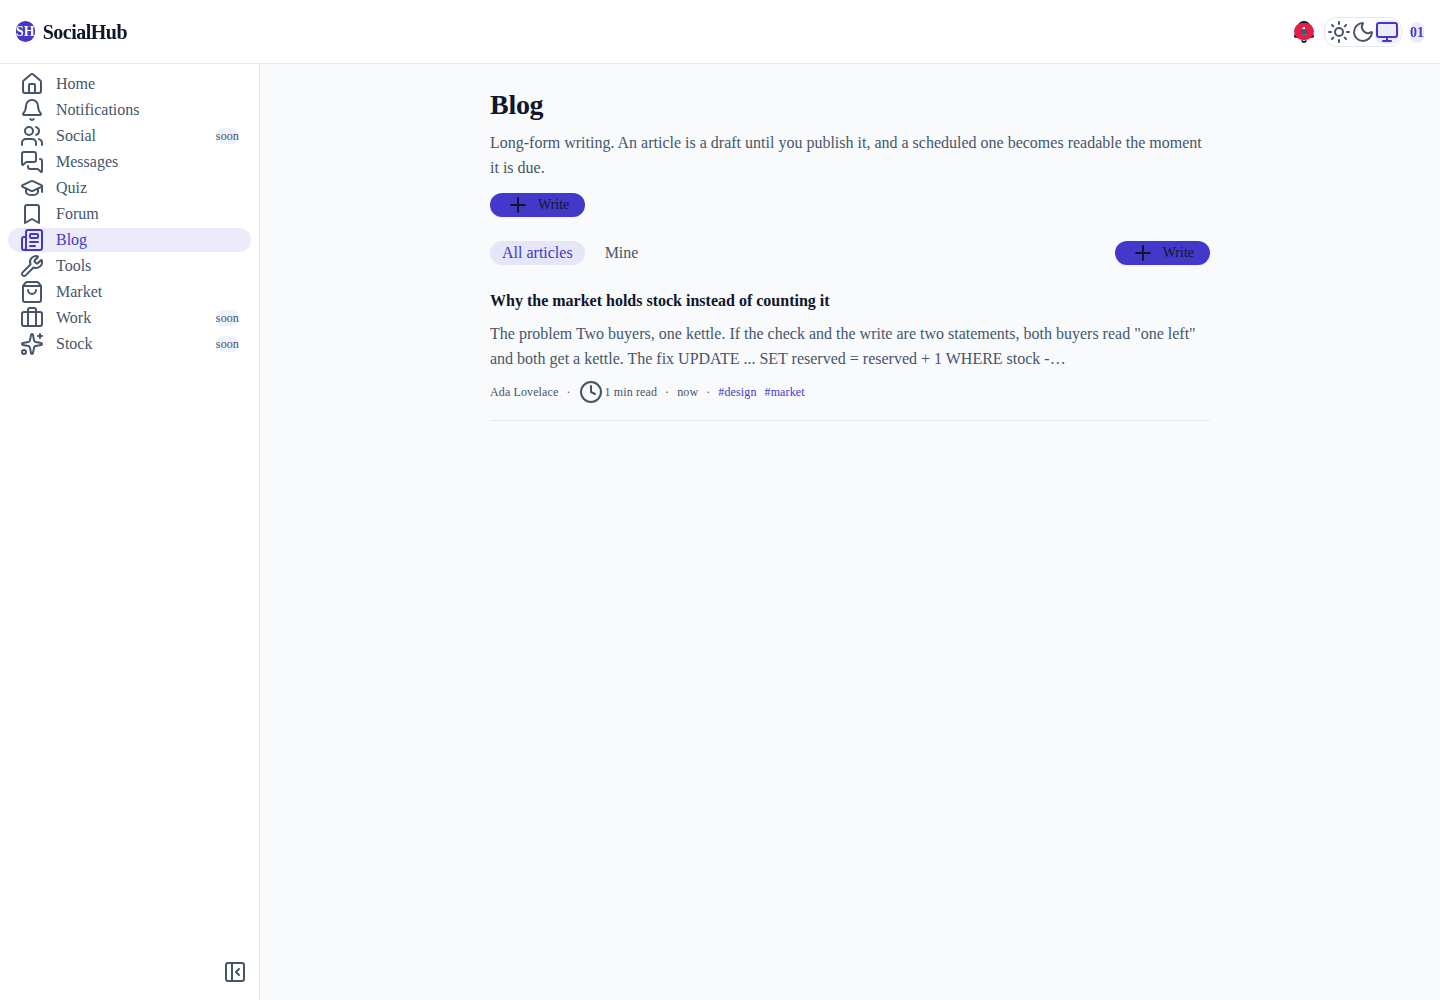 SH SocialHub
01
Home
Notifications
Social soon
Messages
Quiz
Forum
Blog
Tools
Market
Work soon
Stock soon
Blog
Long-form writing. An article is a draft until you publish it, and a scheduled one becomes readable the moment
it is due.
Write
All articles Mine Write
Why the market holds stock instead of counting it
The problem Two buyers, one kettle. If the check and the write are two statements, both buyers read "one left"
and both get a kettle. The fix UPDATE ... SET reserved = reserved + 1 WHERE stock -…
Ada Lovelace · 1 min read · now · #design #market